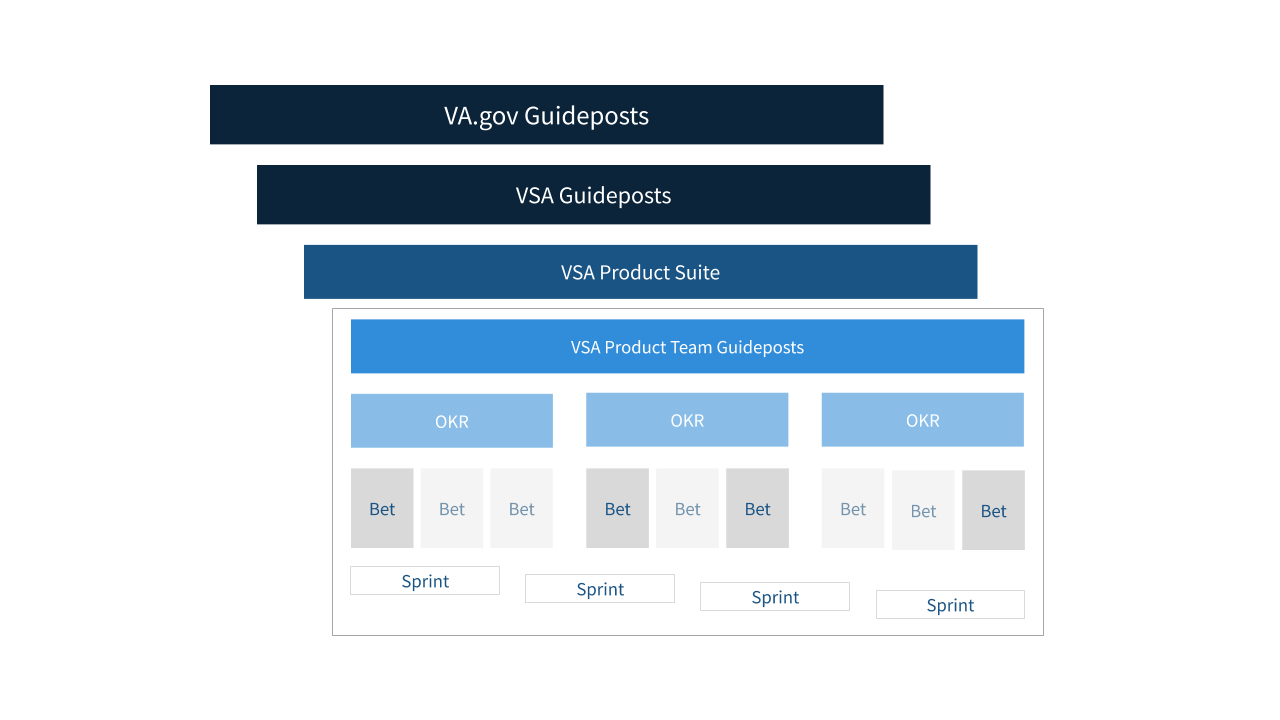 VA.gov Guideposts
VSA Guideposts
VSA Product Suite
VSA Product Team Guideposts
OKR OKR OKR
Bet Bet Bet Bet Bet Bet Bet Bet Bet
Sprint Sprint Sprint Sprint